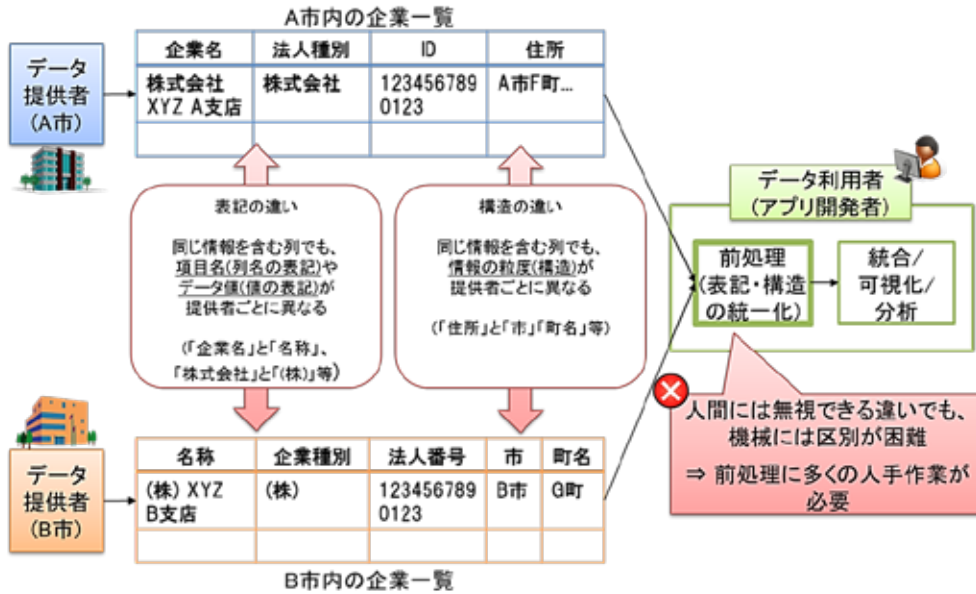 A市内の企業一覧
データ
提供者
(A市)
企業名 法人種別 ID 住所
株式会社 株式会社 123456789 A市F町...
XYZ A支店 0123
表記の違い
同じ情報を含む列でも、
項目名(列名の表記)や
データ値(値の表記)が
提供者ごとに異なる
(「企業名」と「名称」、
「株式会社」と「(株)」等)
構造の違い
同じ情報を含む列でも、
情報の粒度(構造)が
提供者ごとに異なる
(「住所」と「市」「町名」等)
データ利用者
(アプリ開発者)
前処理
(表記・構造
の統一化)
統合/
可視化/
分析
人間には無視できる違いでも、
機械には区別が困難
⇒ 前処理に多くの人手作業が
必要
データ
提供者
(B市)
名称 企業種別 法人番号 市 町名
(株) XYZ (株) 123456789 B市 G町
B支店 0123
B市内の企業一覧